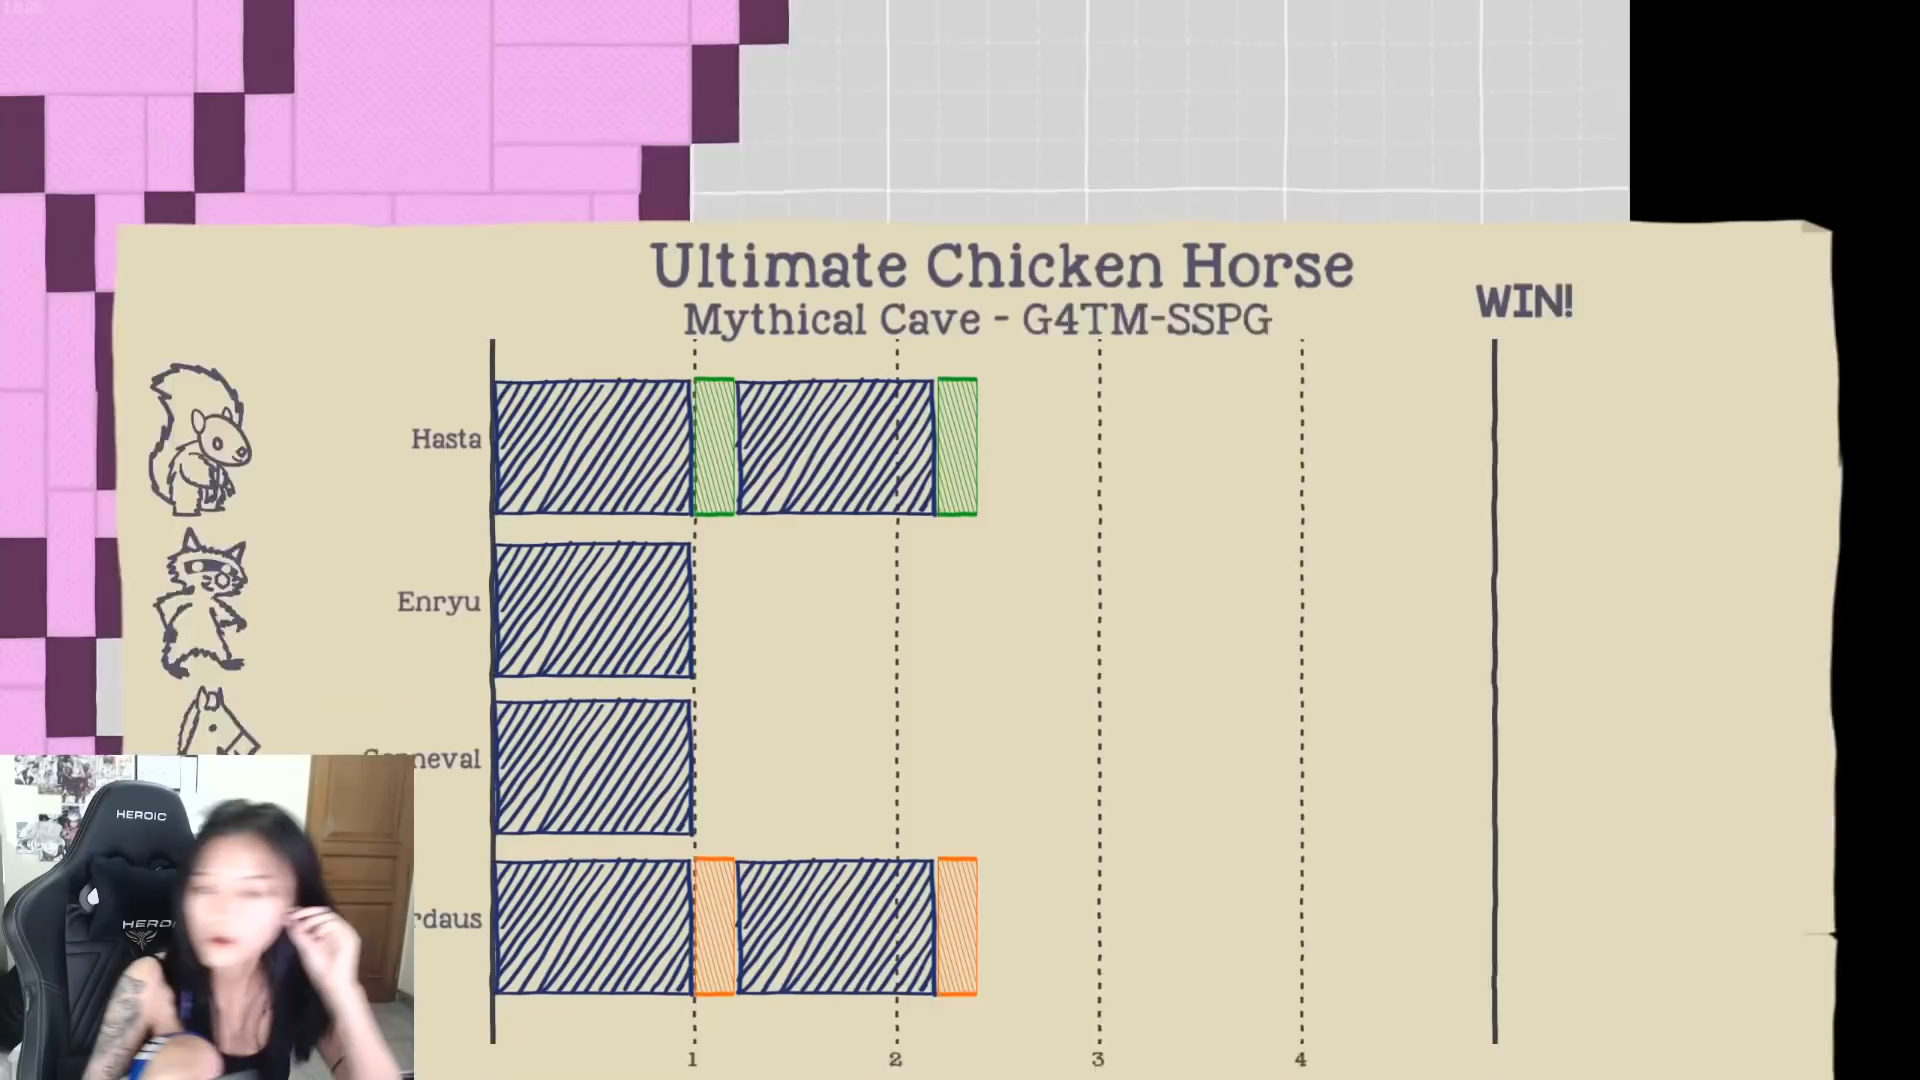 Ultimate Chicken Horse
WIN!
Mythical Cave - G4TM-SSPG
Hasta
Enryu
neval
rdaus
HEROIC
1
2
3
4